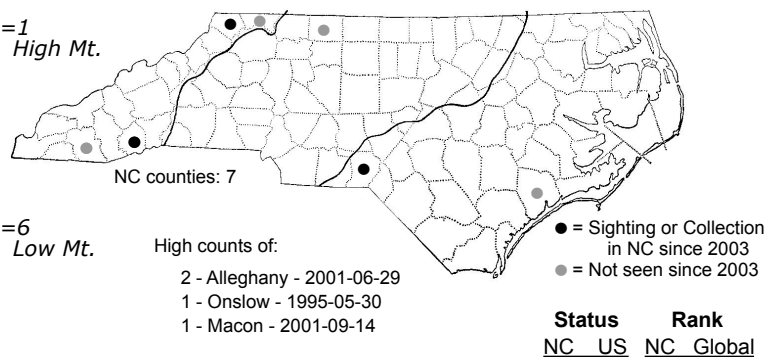 =1
High Mt.
NC counties: 7
=6
Low Mt.
High counts of:
2 - Alleghany - 2001-06-29
1 - Onslow - 1995-05-30
1 - Macon - 2001-09-14
● = Sighting or Collection
in NC since 2003
● = Not seen since 2003
Status Rank
NC US NC Global